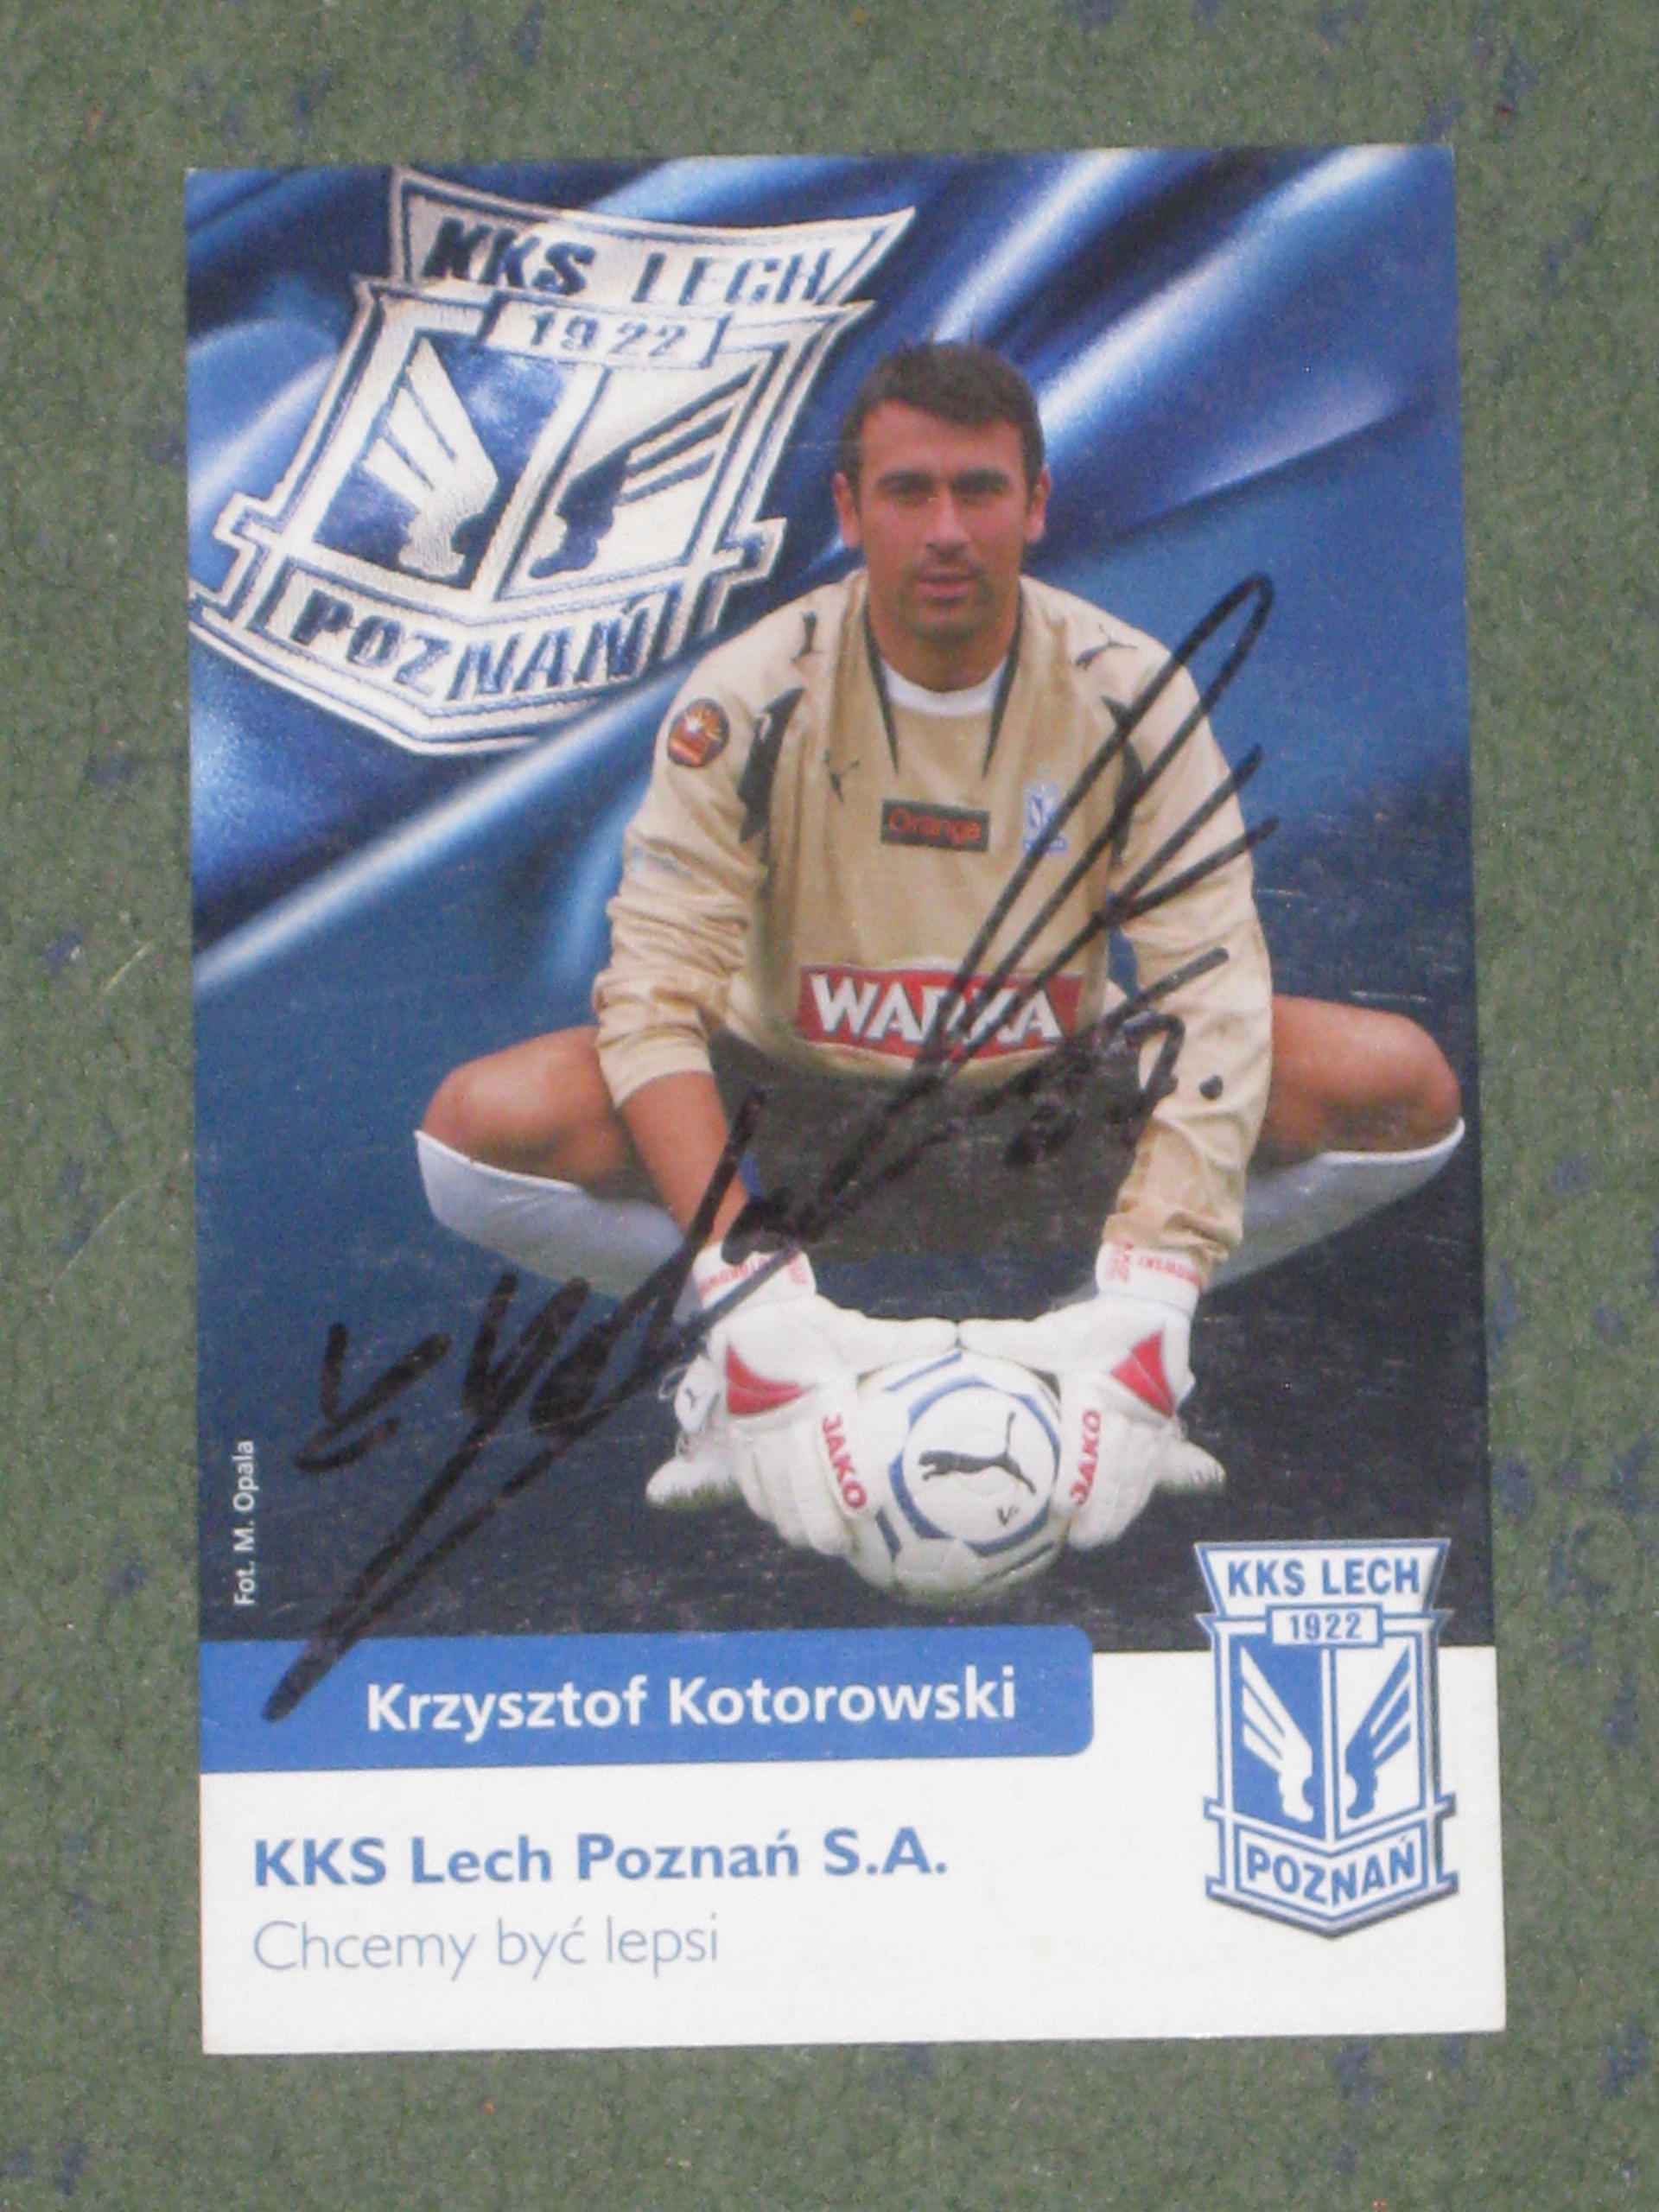 KKS LECH
1922
POZNAŃ
Orange
WARKA
JAKO
JAKO
Fot. M. Opala
KKS LECH
1922
POZNAŃ
Krzysztof Kotorowski
KKS Lech Poznań S.A.
Chcemy być lepsi